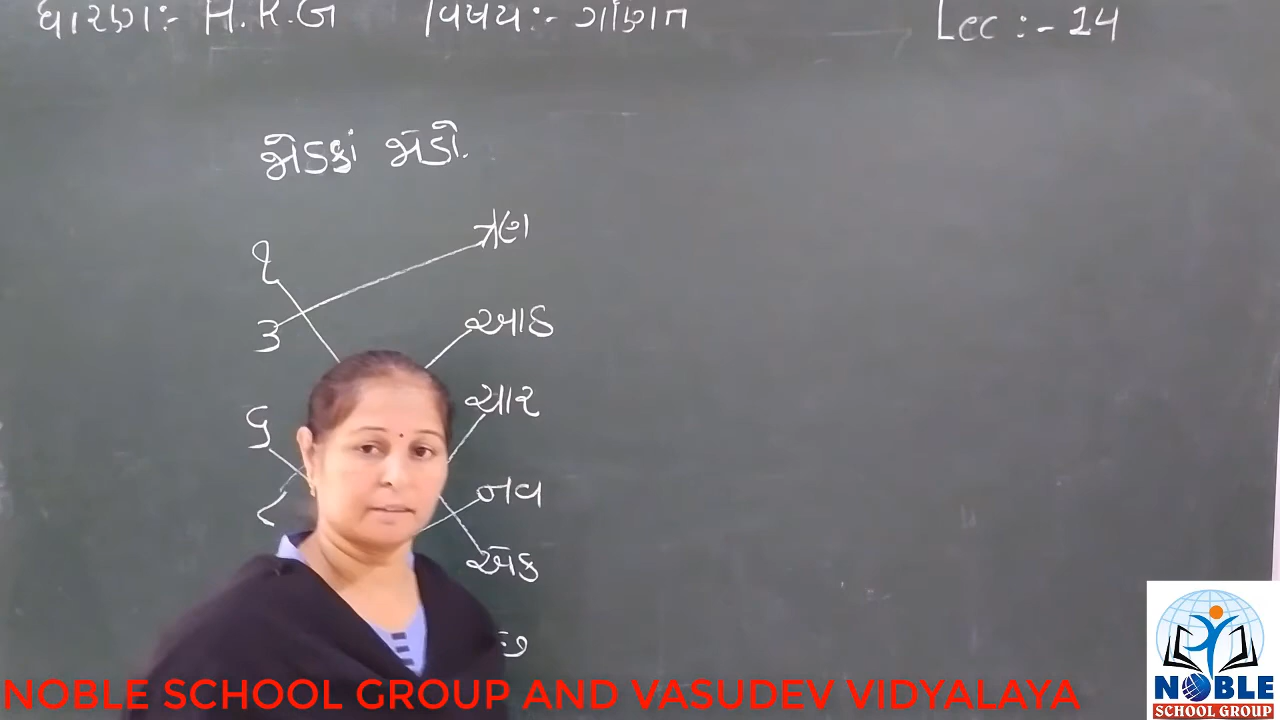 ધોરણ:- H.K.G વિષય:- ગણિત Lec :- 24
જોડકાં જોડો.
૧ ત્રણ
૩ આઠ
૬ ચાર
૮ નવ
એક
છ
NOBLE SCHOOL GROUP AND VASUDEV VIDYALAYA
NOBLE
SCHOOL GROUP